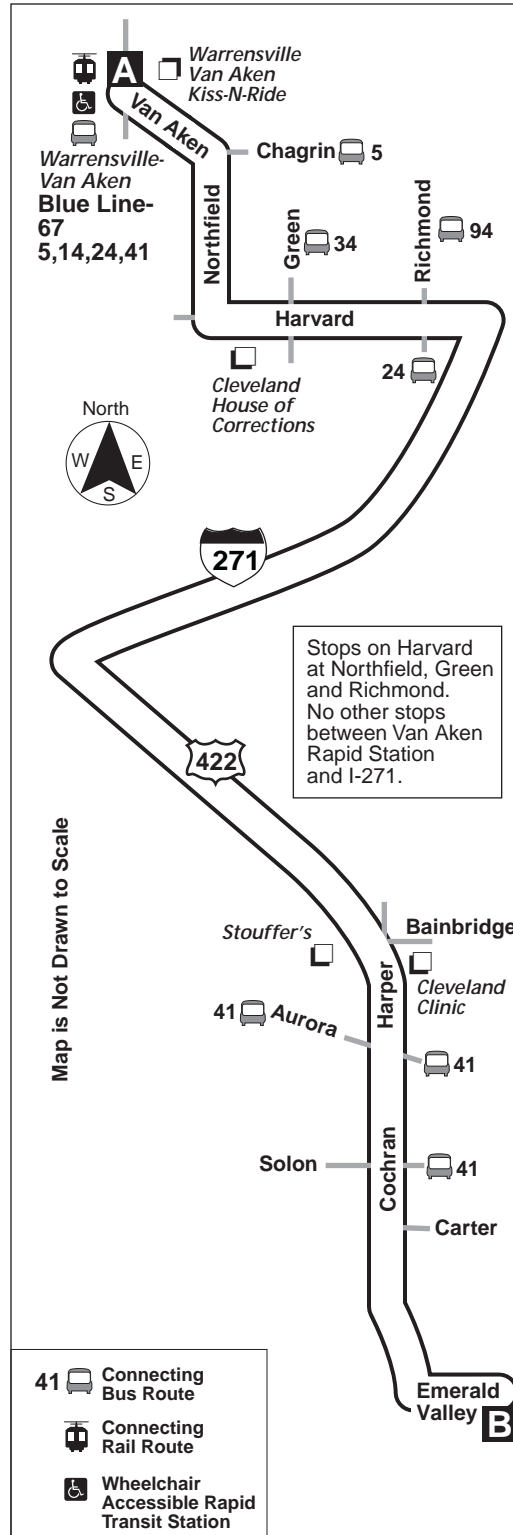 A
Warrensville
Van Aken
Kiss-N-Ride
Van Aken
Warrensville-
Van Aken
Blue Line-
67
5,14,24,41
Chagrin 5
Northfield
Green
34
Richmond
94
Harvard
24
Cleveland
House of
Corrections
North
W E
S
271
Stops on Harvard
at Northfield, Green
and Richmond.
No other stops
between Van Aken
Rapid Station
and I-271.
422
Map is Not Drawn to Scale
Bainbridge
Stouffer's
Harper
Cleveland
Clinic
41 Aurora
41
Solon
Cochran
41
Carter
Emerald
Valley
B
41 Connecting
Bus Route
Connecting
Rail Route
Wheelchair
Accessible Rapid
Transit Station